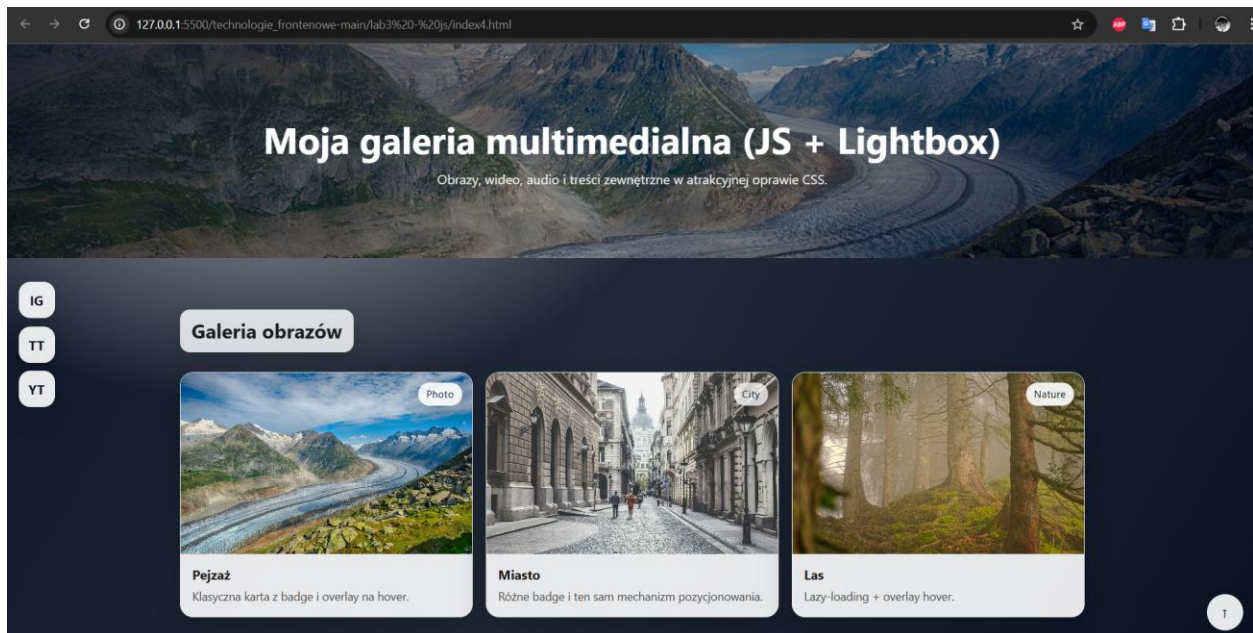 127.0.0.1:5500/technologie_frontenowe-main/lab3%20-%20js/index4.html
ABP
Moja galeria multimedialna (JS + Lightbox)
Obrazy, wideo, audio i treści zewnętrzne w atrakcyjnej oprawie CSS.
IG
TT
YT
Galeria obrazów
Photo
City
Nature
Pejzaż
Klasyczna karta z badge i overlay na hover.
Miasto
Różne badge i ten sam mechanizm pozycjonowania.
Las
Lazy-loading + overlay hover.
↑